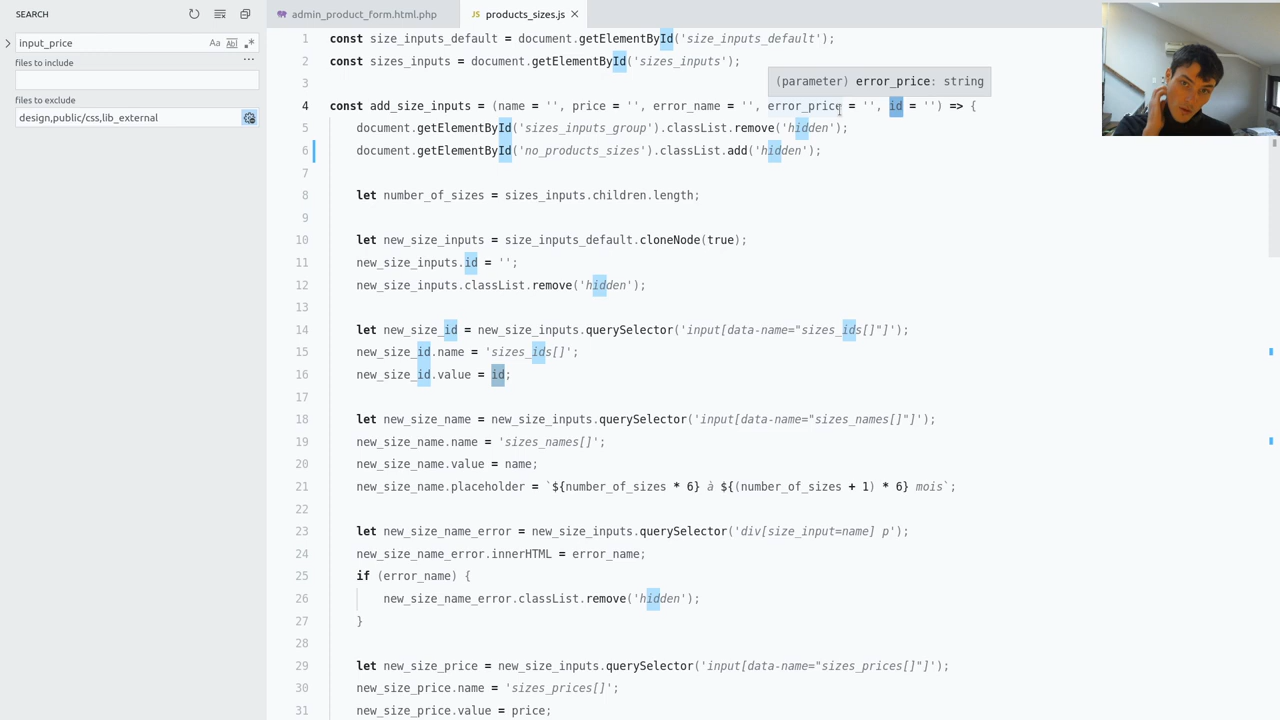 SEARCH
admin_product_form.html.php
JS products_sizes.js
input_price
Aa
Ab
files to include
files to exclude
design,public/css,lib_external
1 const size_inputs_default = document.getElementById('size_inputs_default');
2 const sizes_inputs = document.getElementById('sizes_inputs');
3
(parameter) error_price: string
4 const add_size_inputs = (name = '', price = '', error_name = '', error_price = '', id = '') => {
5 document.getElementById('sizes_inputs_group').classList.remove('hidden');
6 document.getElementById('no_products_sizes').classList.add('hidden');
7
8 let number_of_sizes = sizes_inputs.children.length;
9
10 let new_size_inputs = size_inputs_default.cloneNode(true);
11 new_size_inputs.id = '';
12 new_size_inputs.classList.remove('hidden');
13
14 let new_size_id = new_size_inputs.querySelector('input[data-name="sizes_ids[]"]');
15 new_size_id.name = 'sizes_ids[]';
16 new_size_id.value = id;
17
18 let new_size_name = new_size_inputs.querySelector('input[data-name="sizes_names[]"]');
19 new_size_name.name = 'sizes_names[]';
20 new_size_name.value = name;
21 new_size_name.placeholder = `${number_of_sizes * 6} à ${(number_of_sizes + 1) * 6} mois`;
22
23 let new_size_name_error = new_size_inputs.querySelector('div[size_input=name] p');
24 new_size_name_error.innerHTML = error_name;
25 if (error_name) {
26 new_size_name_error.classList.remove('hidden');
27 }
28
29 let new_size_price = new_size_inputs.querySelector('input[data-name="sizes_prices[]"]');
30 new_size_price.name = 'sizes_prices[]';
31 new_size_price.value = price;